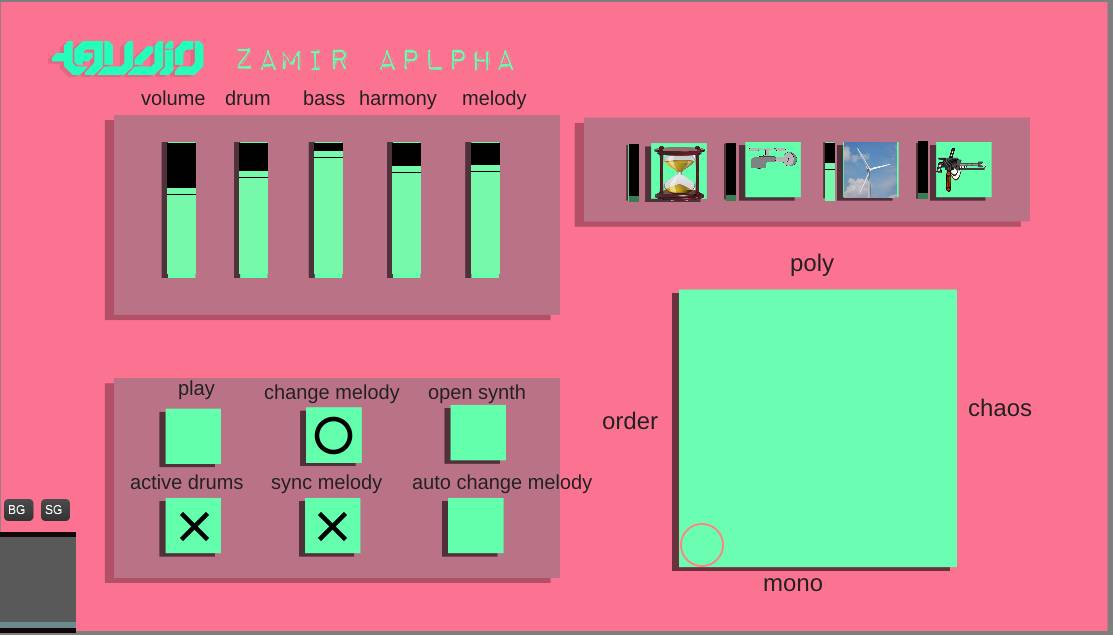 ZAMIR APLPHA
volume drum bass harmony melody
poly
play change melody open synth
order chaos
active drums sync melody auto change melody
BG SG
mono